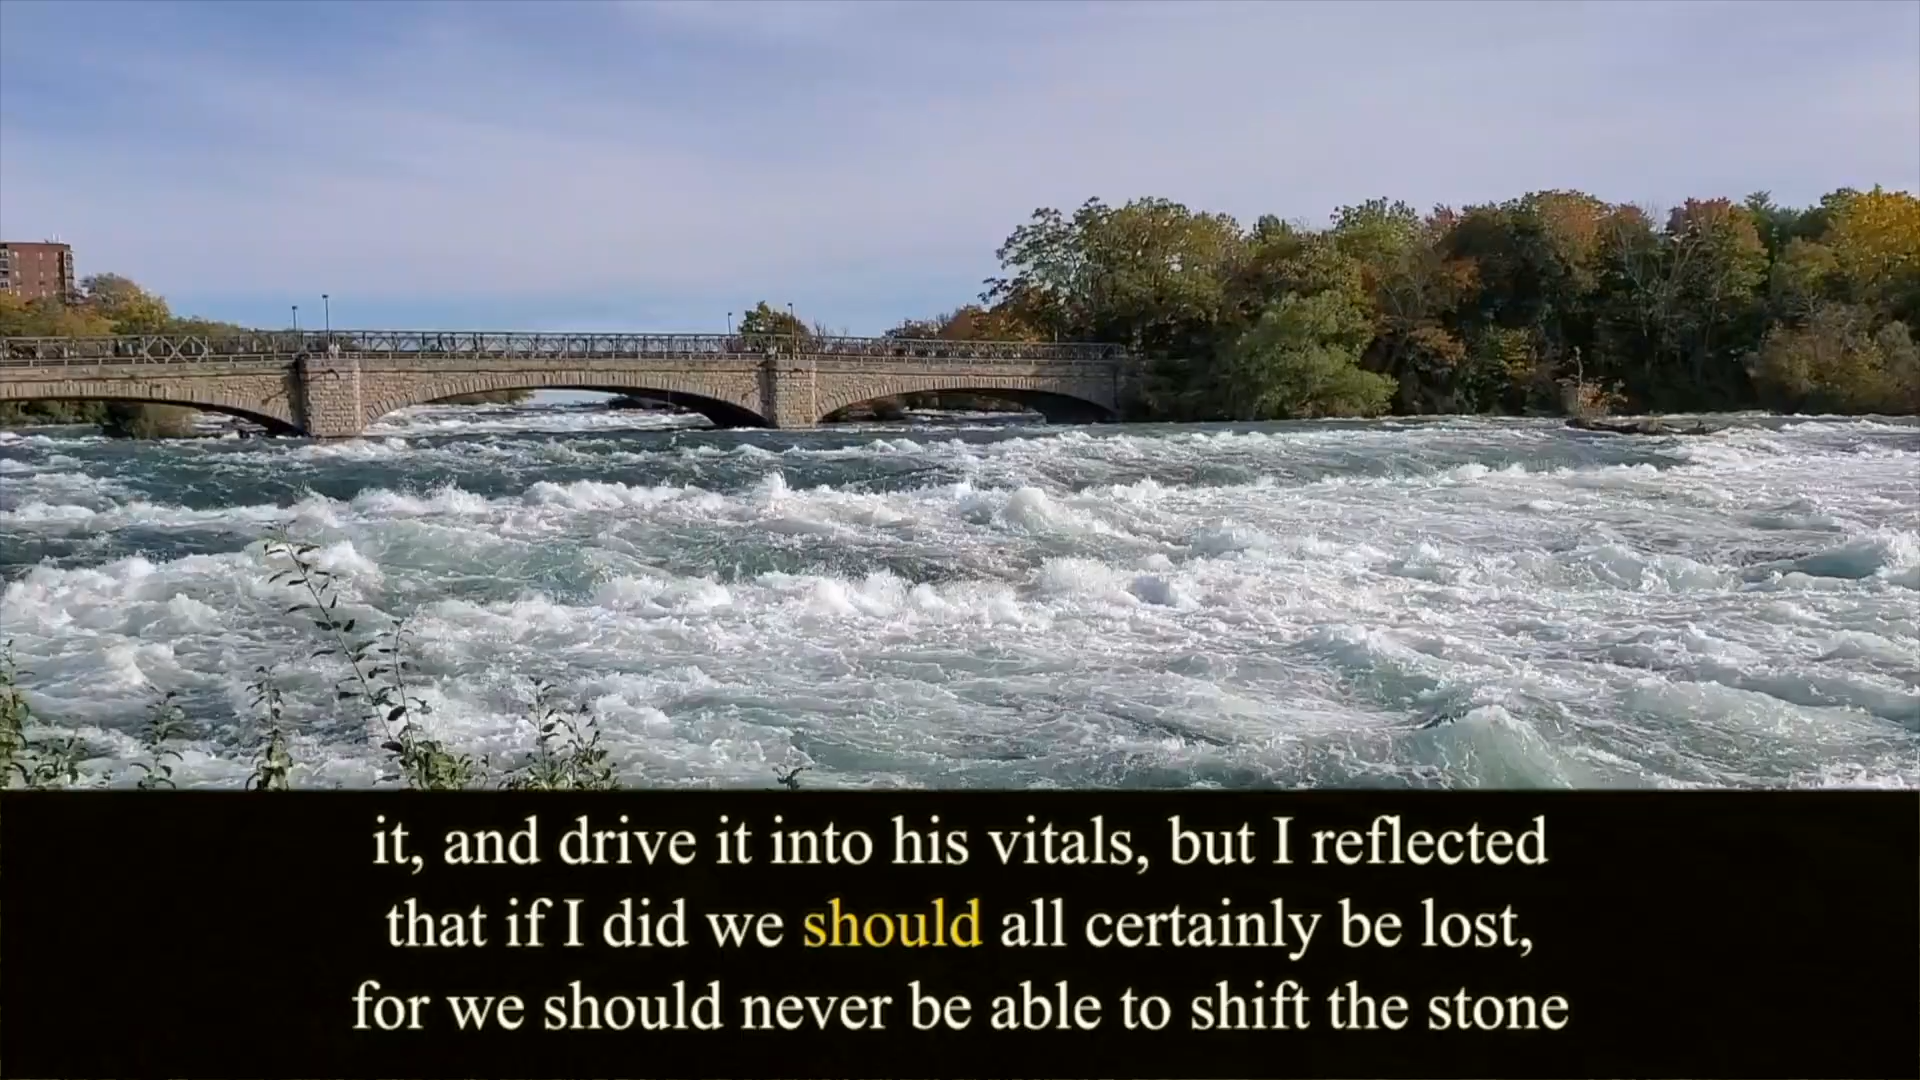 it, and drive it into his vitals, but I reflected
that if I did we should all certainly be lost,
for we should never be able to shift the stone